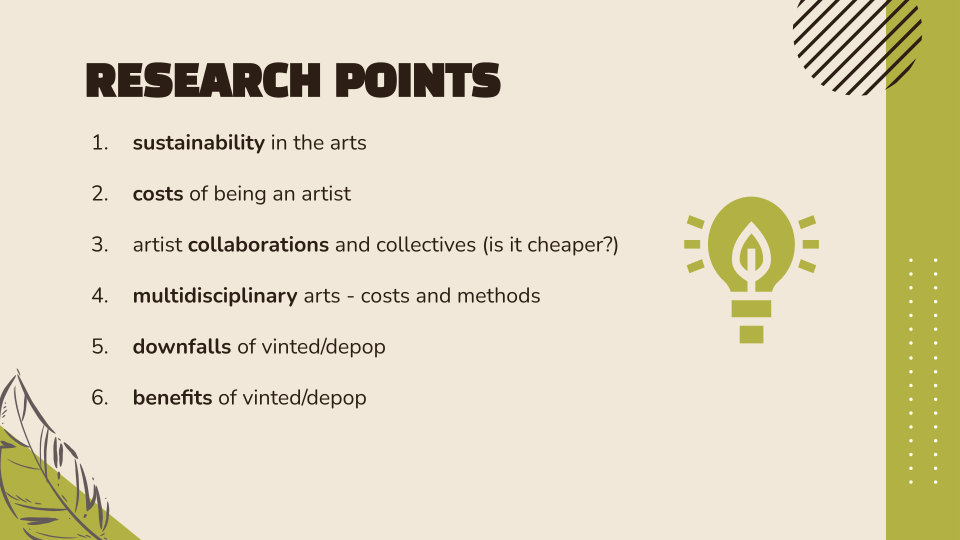 RESEARCH POINTS
1. sustainability in the arts
2. costs of being an artist
3. artist collaborations and collectives (is it cheaper?)
4. multidisciplinary arts - costs and methods
5. downfalls of vinted/depop
6. benefits of vinted/depop